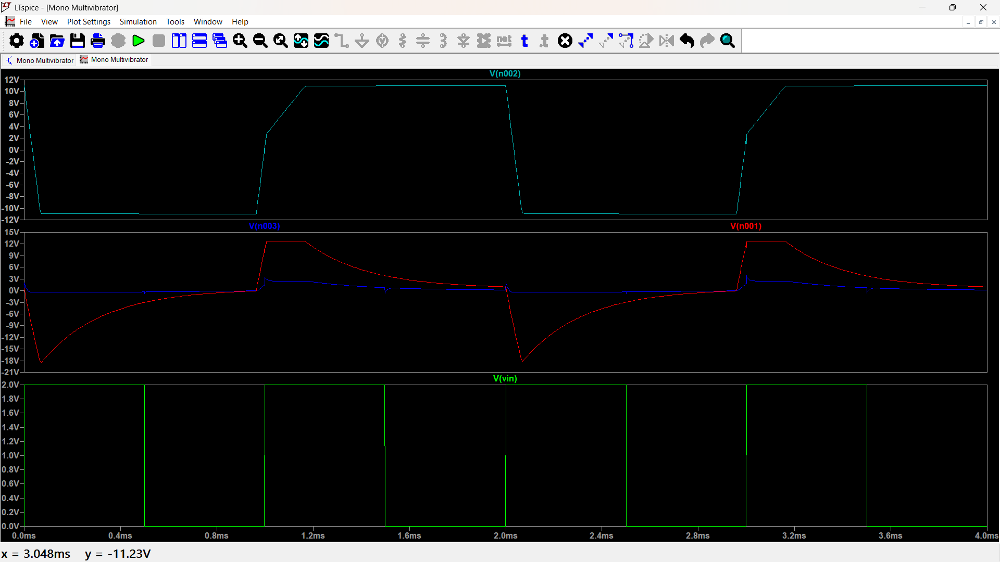 LTspice - [Mono Multivibrator]
File View Plot Settings Simulation Tools Window Help
net t .t
Mono Multivibrator Mono Multivibrator
V(n002)
12V
10V
8V
6V
4V
2V
0V
-2V
-4V
-6V
-8V
-10V
-12V
V(n003) V(n001)
15V
12V
9V
6V
3V
0V
-3V
-6V
-9V
-12V
-15V
-18V
-21V
V(vin)
2.0V
1.8V
1.6V
1.4V
1.2V
1.0V
0.8V
0.6V
0.4V
0.2V
0.0V
0.0ms 0.4ms 0.8ms 1.2ms 1.6ms 2.0ms 2.4ms 2.8ms 3.2ms 3.6ms 4.0ms
x = 3.048ms y = -11.23V